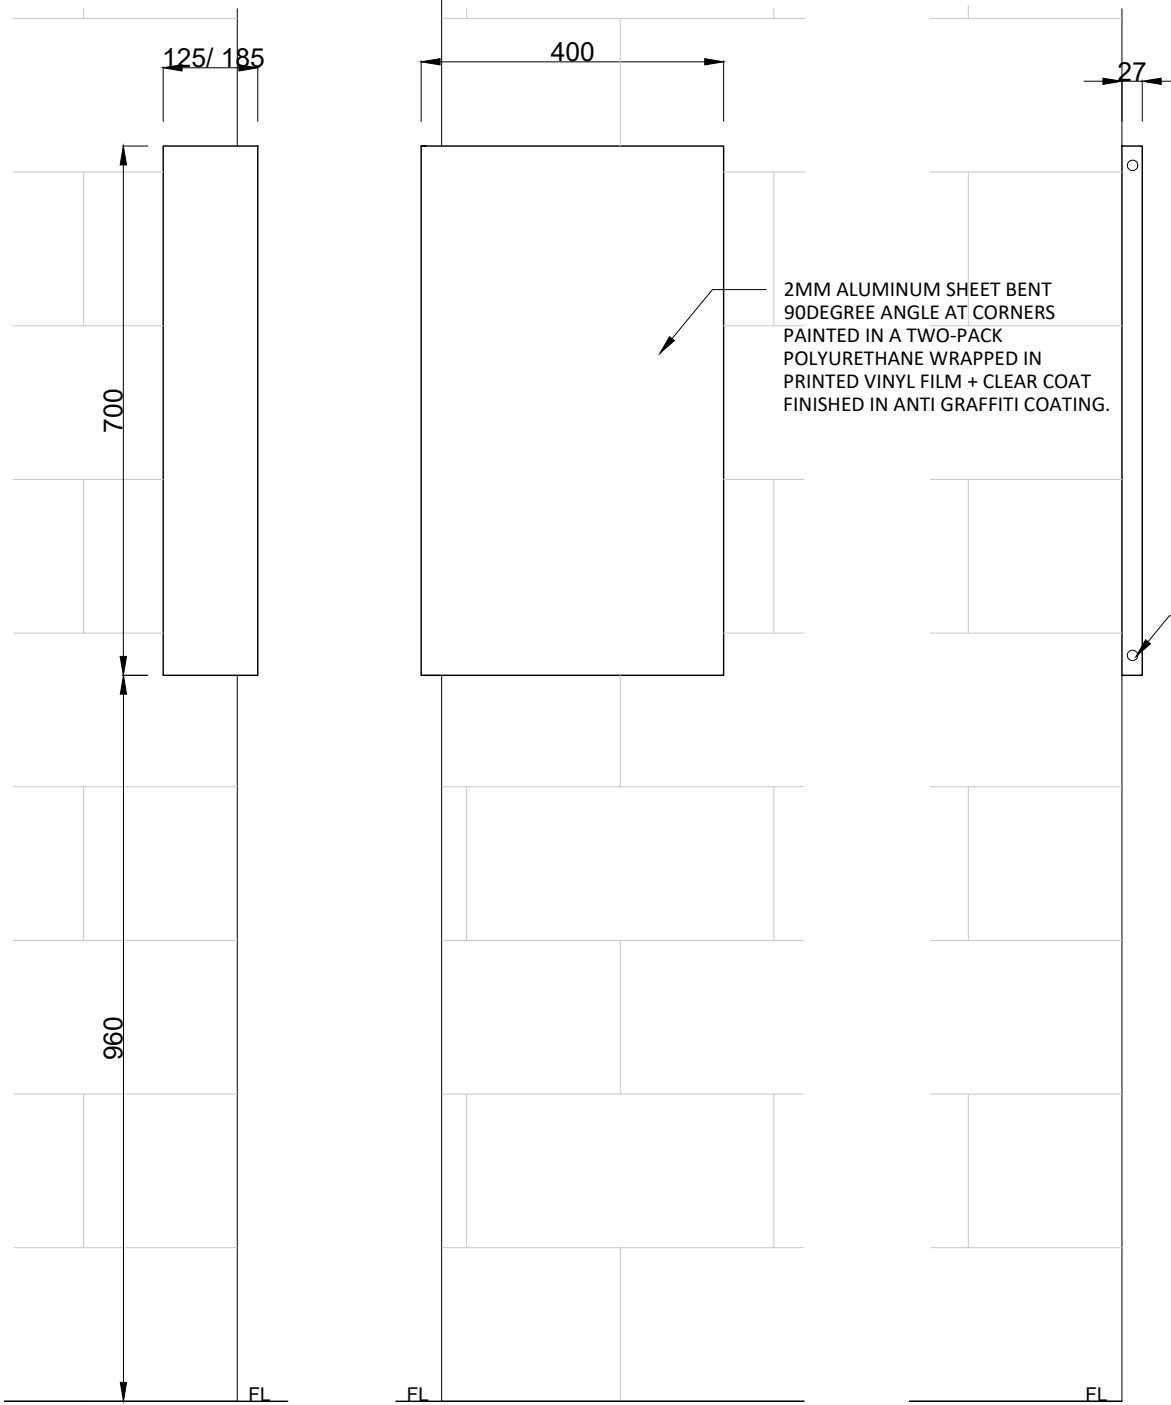 125/ 185
400
27
2MM ALUMINUM SHEET BENT
90DEGREE ANGLE AT CORNERS
PAINTED IN A TWO-PACK
POLYURETHANE WRAPPED IN
PRINTED VINYL FILM + CLEAR COAT
FINISHED IN ANTI GRAFFITI COATING.
700
960
FL
FL
FL